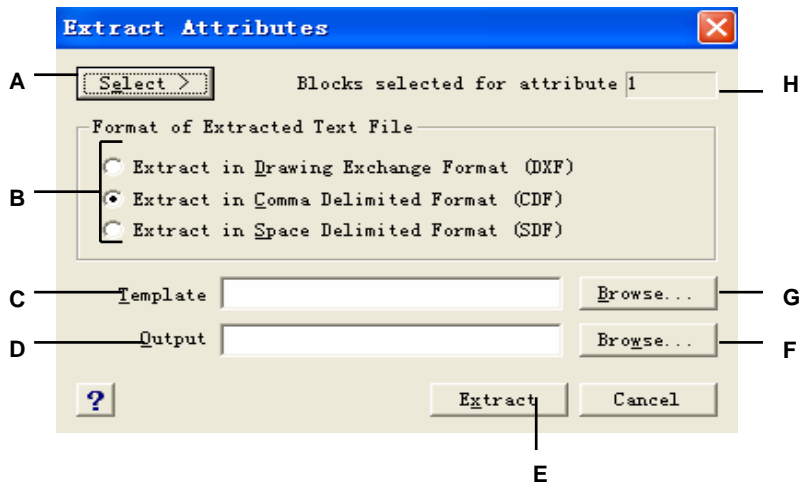 Extract Attributes
A
Select >
Blocks selected for attribute 1
H
Format of Extracted Text File
B
Extract in Drawing Exchange Format (DXF)
Extract in Comma Delimited Format (CDF)
Extract in Space Delimited Format (SDF)
C
Template
Browse...
G
D
Output
Browse...
F
?
Extract
Cancel
E